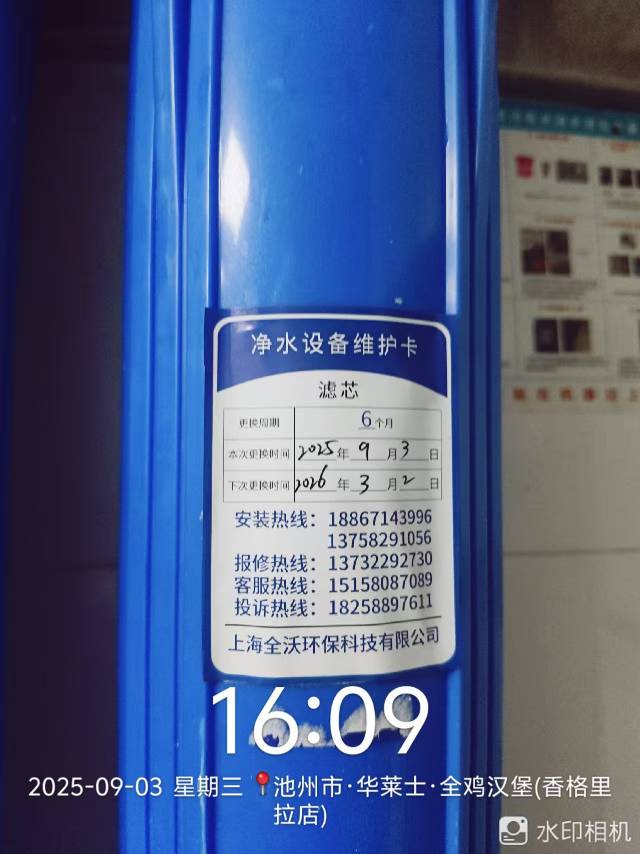 净水设备维护卡
滤芯
更换周期 6个月
本次更换时间 2025年9月3日
下次更换时间 2026年3月2日
安装热线：18867143996
13758291056
报修热线：13732292730
客服热线：15158087089
投诉热线：18258897611
上海全沃环保科技有限公司
16:09
2025-09-03 星期三 池州市·华莱士·全鸡汉堡(香格里
拉店)
水印相机